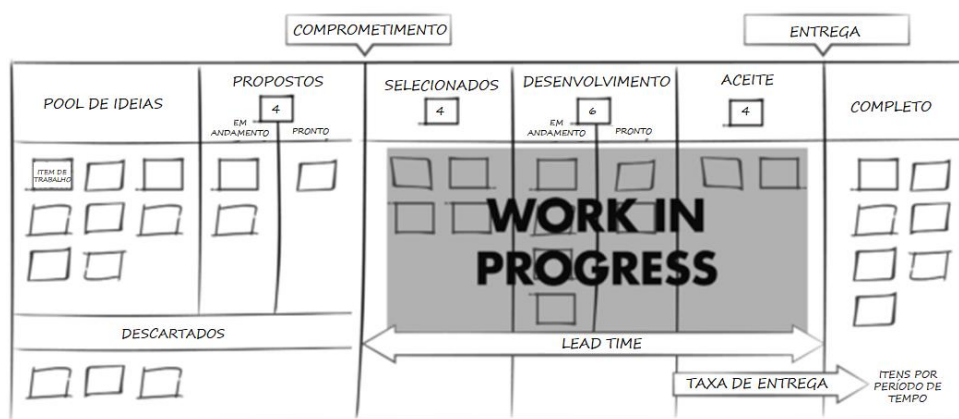 COMPROMETIMENTO
ENTREGA
POOL DE IDEIAS
PROPOSTOS
4
EM
ANDAMENTO
PRONTO
SELECIONADOS
4
DESENVOLVIMENTO
6
EM
ANDAMENTO
PRONTO
ACEITE
4
COMPLETO
ITEM DE
TRABALHO
WORK IN
PROGRESS
DESCARTADOS
LEAD TIME
TAXA DE ENTREGA
ITENS POR
PERÍODO DE
TEMPO